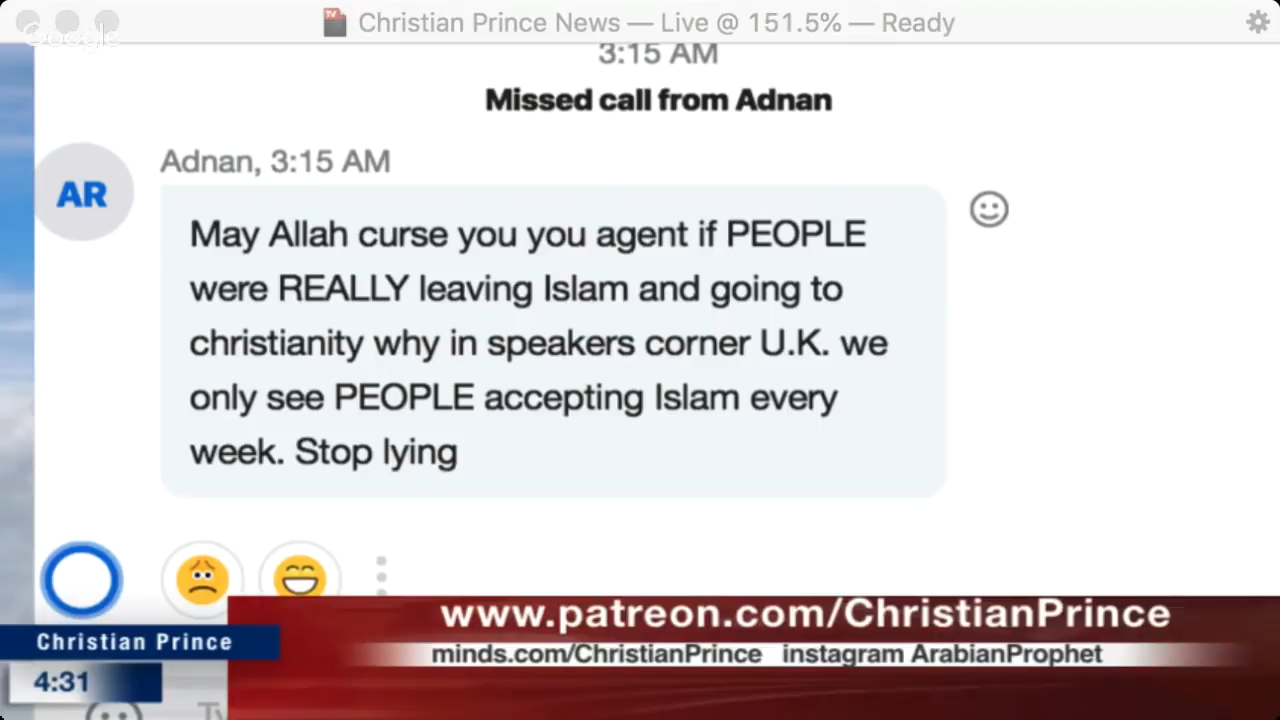 Christian Prince News — Live @ 151.5% — Ready
Google
3:15 AM
Missed call from Adnan
Adnan, 3:15 AM
AR
May Allah curse you you agent if PEOPLE
were REALLY leaving Islam and going to
christianity why in speakers corner U.K. we
only see PEOPLE accepting Islam every
week. Stop lying
www.patreon.com/ChristianPrince
Christian Prince
minds.com/ChristianPrince instagram ArabianProphet
4:31